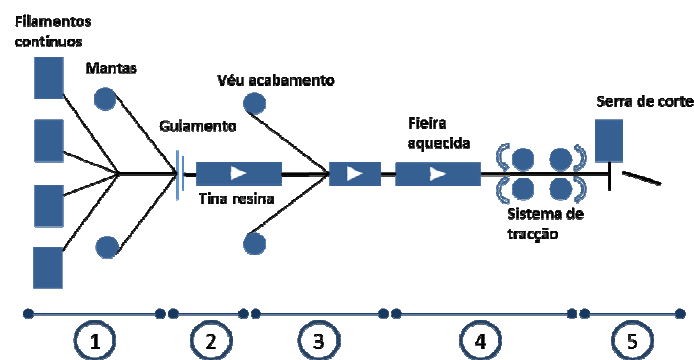 Filamentos
contínuos
Mantas
Véu acabamento
Guiamento
Tina resina
Fieira
aquecida
Serra de corte
Sistema de
tracção
1
2
3
4
5